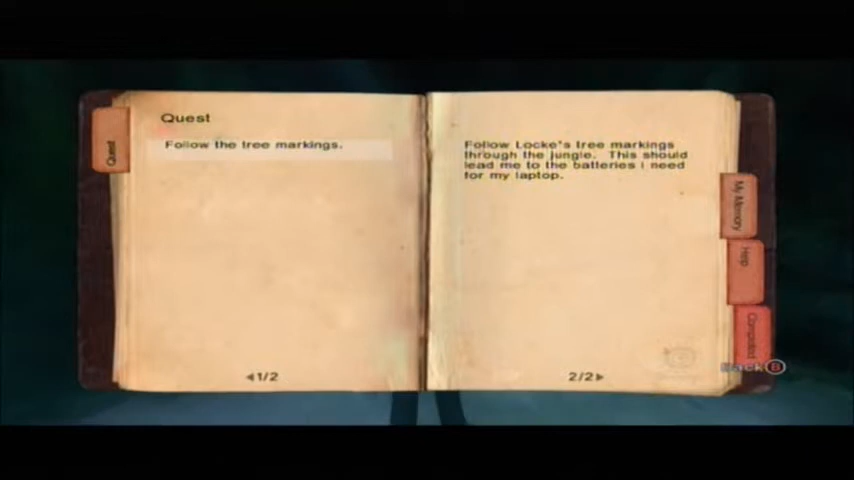 Quest
Quest
Follow the tree markings.
Follow Locke's tree markings
through the jungle. This should
lead me to the batteries I need
for my laptop.
My Memory
Help
Completed
Back B
1/2
2/2